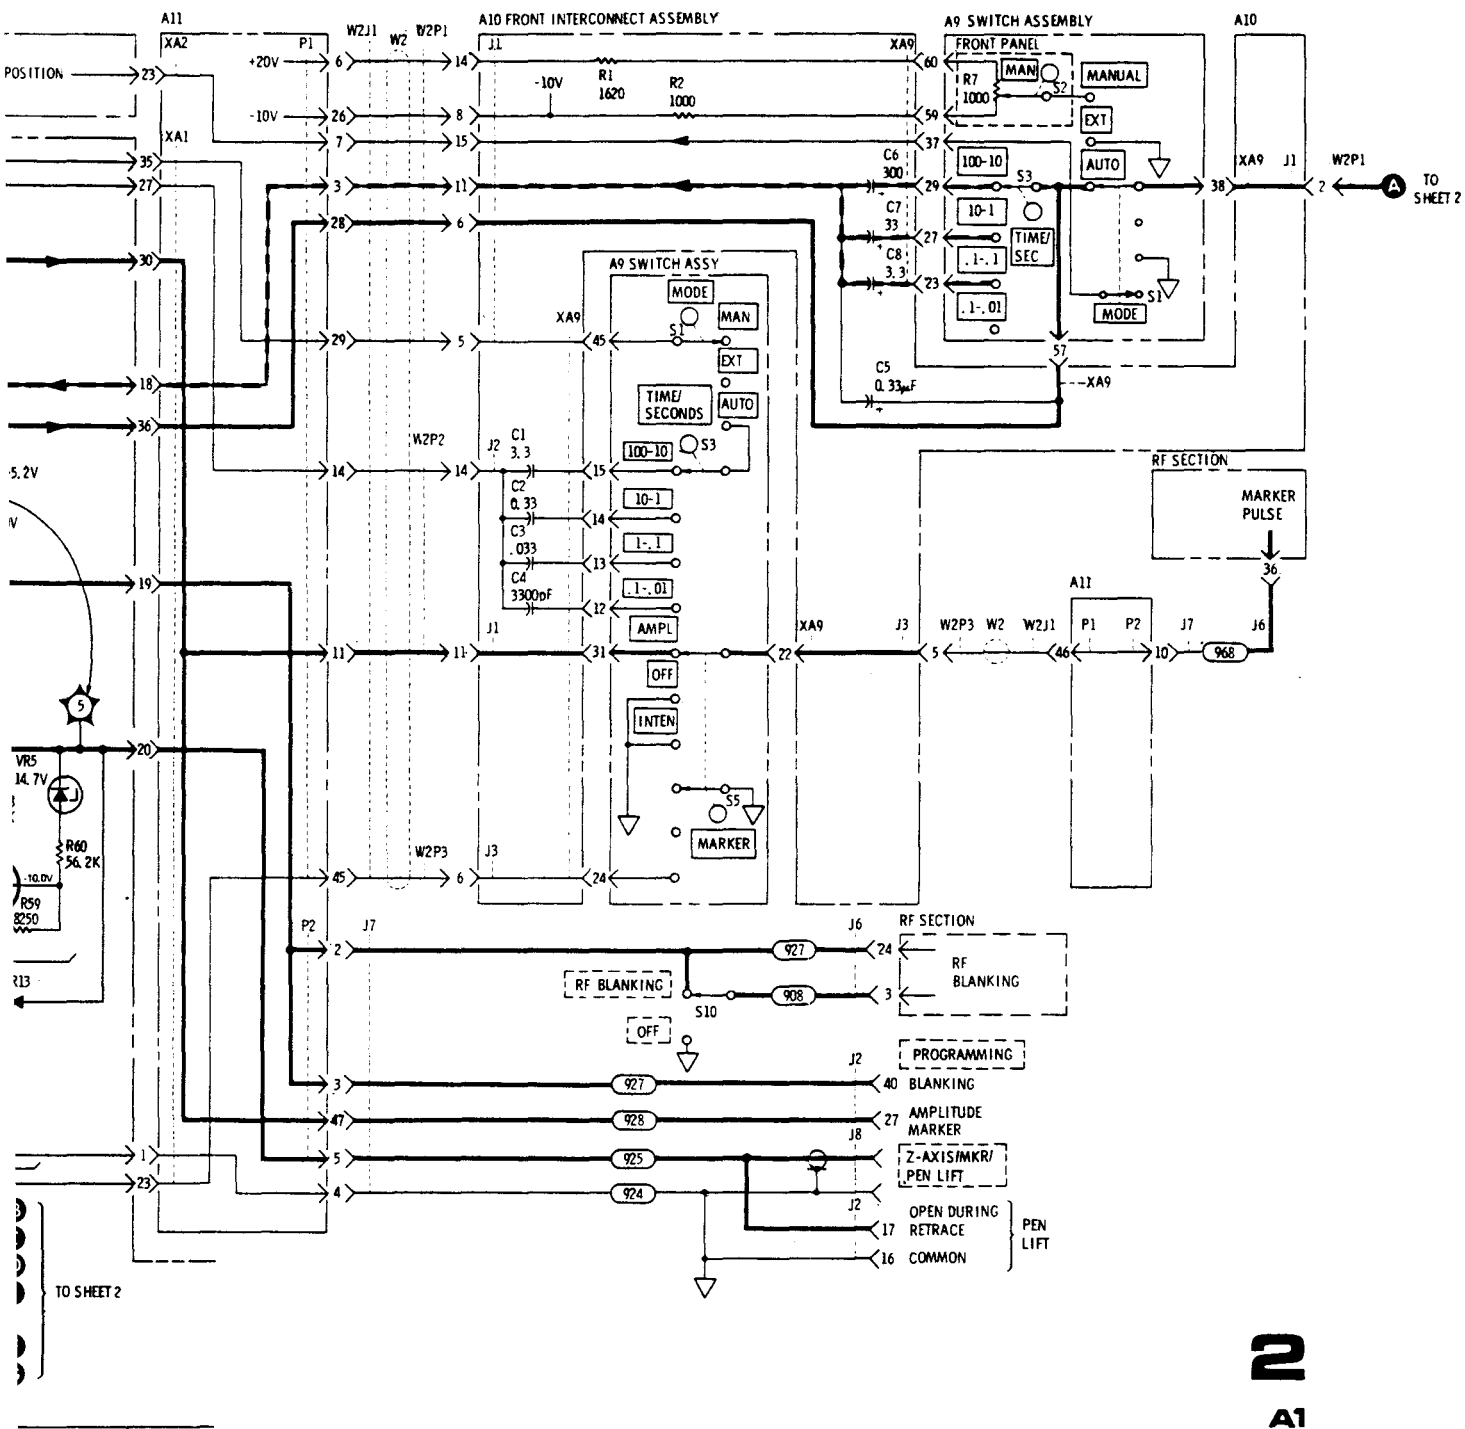 A11
XA2
P1
W2J1
W2
W2P1
A10 FRONT INTERCONNECT ASSEMBLY
J1
XA9
A9 SWITCH ASSEMBLY
A10
FRONT PANEL
+20V
6
14
R1
1620
60
R7
1000
MAN
S2
MANUAL
POSITION
23
-10V
R2
1000
-10V
26
8
59
EXT
XA1
7
15
37
AUTO
35
C6
300
100-10
S3
XA9
J1
W2P1
27
3
11
29
38
2
A
TO
SHEET 2
28
6
C7
33
27
10-1
TIME/
SEC
30
A9 SWITCH ASSY
C8
3.3
23
.1-.1
MODE
.1-.01
S1
MODE
XA9
S1
MAN
29
5
45
57
EXT
18
C5
0.33µF
XA9
TIME/
SECONDS
AUTO
36
W2P2
J2
C1
3.3
S3
100-10
14
14
15
RF SECTION
5.2V
C2
0.33
10-1
MARKER
PULSE
V
14
C3
.033
1-.1
13
36
19
C4
3300pF
.1-.01
A11
12
J1
AMPL
XA9
J3
W2P3
W2
W2J1
P1
P2
J7
J6
11
11
31
22
5
46
10
968
OFF
5
INTEN
20
VR5
14.7V
S5
MARKER
R60
56.2K
W2P3
J3
45
6
24
-10.0V
R59
8250
P2
J7
J6
RF SECTION
2
927
24
RF
BLANKING
R13
RF BLANKING
908
3
S10
OFF
J2
PROGRAMMING
3
927
40
BLANKING
47
928
27
AMPLITUDE
MARKER
J8
1
5
925
Z-AXIS/MKR/
PEN LIFT
23
4
924
J2
OPEN DURING
17
RETRACE
PEN
LIFT
16
COMMON
TO SHEET 2
2
A1